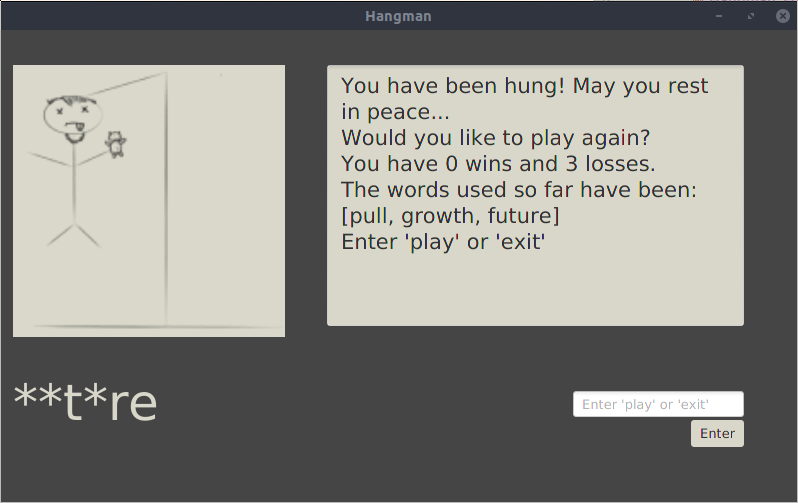 Hangman
You have been hung! May you rest
in peace...
Would you like to play again?
You have 0 wins and 3 losses.
The words used so far have been:
[pull, growth, future]
Enter 'play' or 'exit'
**t*re
Enter 'play' or 'exit'
Enter